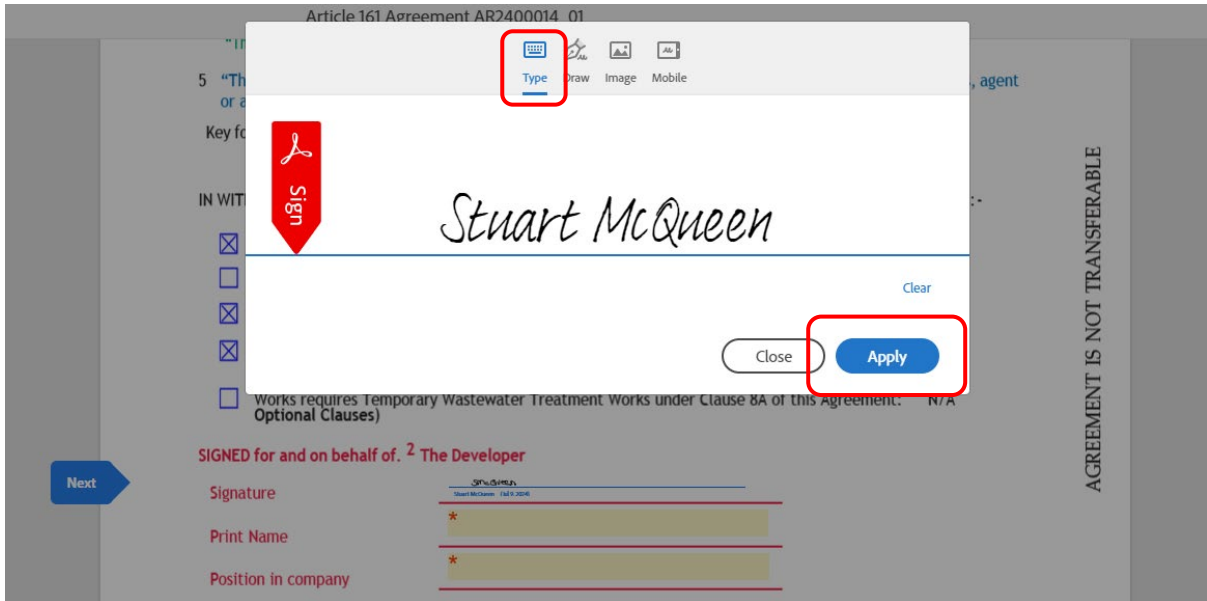 Article 161 Agreement AR2400014_01
5 "Th
, agent
or a
Key fo
Type Draw Image Mobile
Sign
IN WIT
:-
Stuart McQueen
Clear
Close Apply
Works requires Temporary Wastewater Treatment Works under Clause 8A of this Agreement: N/A
Optional Clauses)
SIGNED for and on behalf of. 2 The Developer
Next
Signature
Print Name
*
Position in company
*
AGREEMENT IS NOT TRANSFERABLE